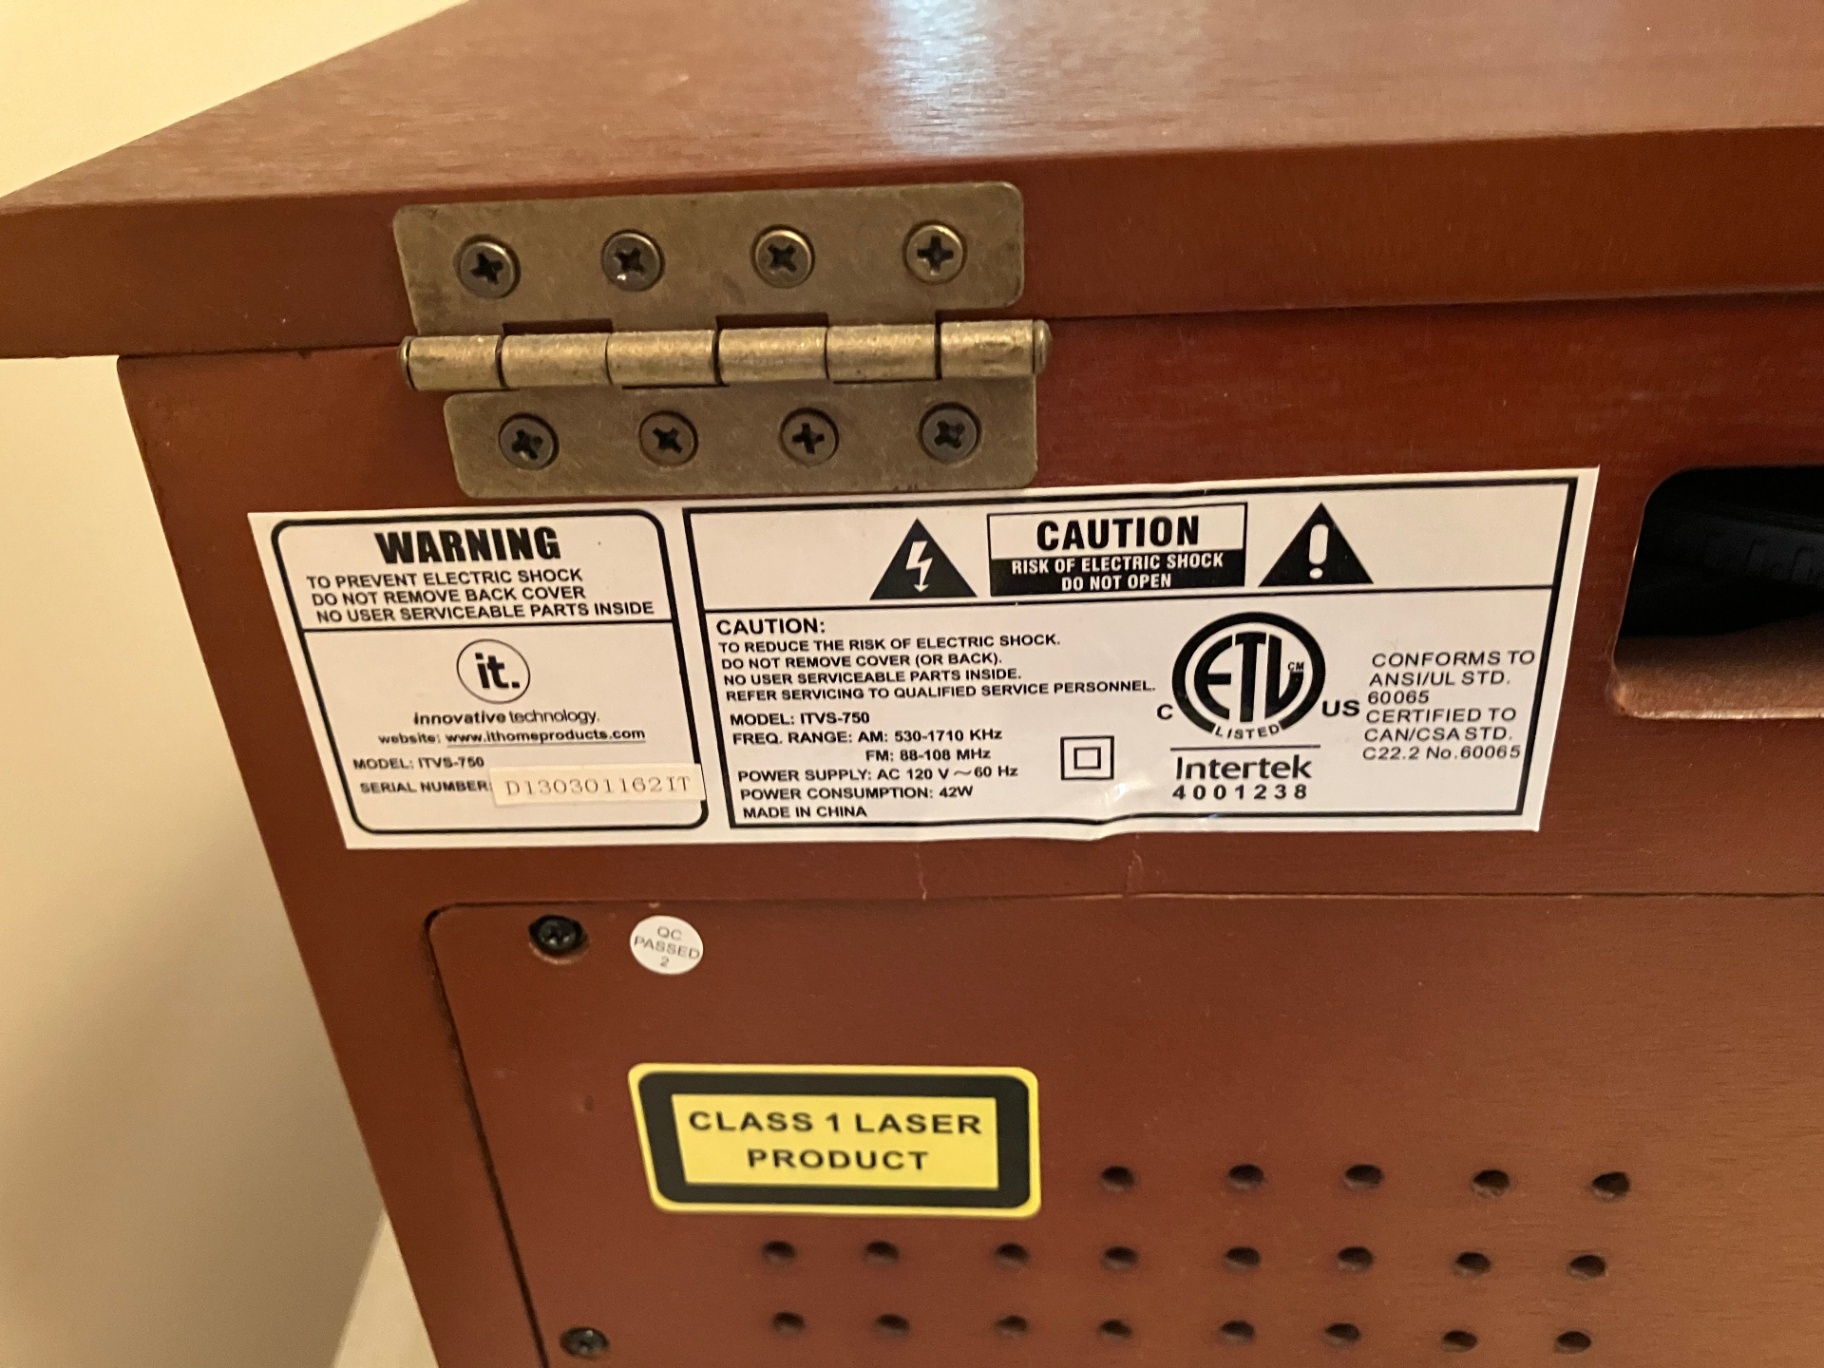 WARNING
TO PREVENT ELECTRIC SHOCK
DO NOT REMOVE BACK COVER
NO USER SERVICEABLE PARTS INSIDE
it.
innovative technology.
website: www.ithomeproducts.com
MODEL: ITVS-750
SERIAL NUMBER: D130301162IT
CAUTION
RISK OF ELECTRIC SHOCK
DO NOT OPEN
CAUTION:
TO REDUCE THE RISK OF ELECTRIC SHOCK.
DO NOT REMOVE COVER (OR BACK).
NO USER SERVICEABLE PARTS INSIDE.
REFER SERVICING TO QUALIFIED SERVICE PERSONNEL.
MODEL: ITVS-750
FREQ. RANGE: AM: 530-1710 KHz
FM: 88-108 MHz
POWER SUPPLY: AC 120 V ~ 60 Hz
POWER CONSUMPTION: 42W
MADE IN CHINA
ETL CM
C US
LISTED
Intertek
4001238
CONFORMS TO
ANSI/UL STD.
60065
CERTIFIED TO
CAN/CSA STD.
C22.2 No.60065
QC
PASSED
2
CLASS 1 LASER
PRODUCT